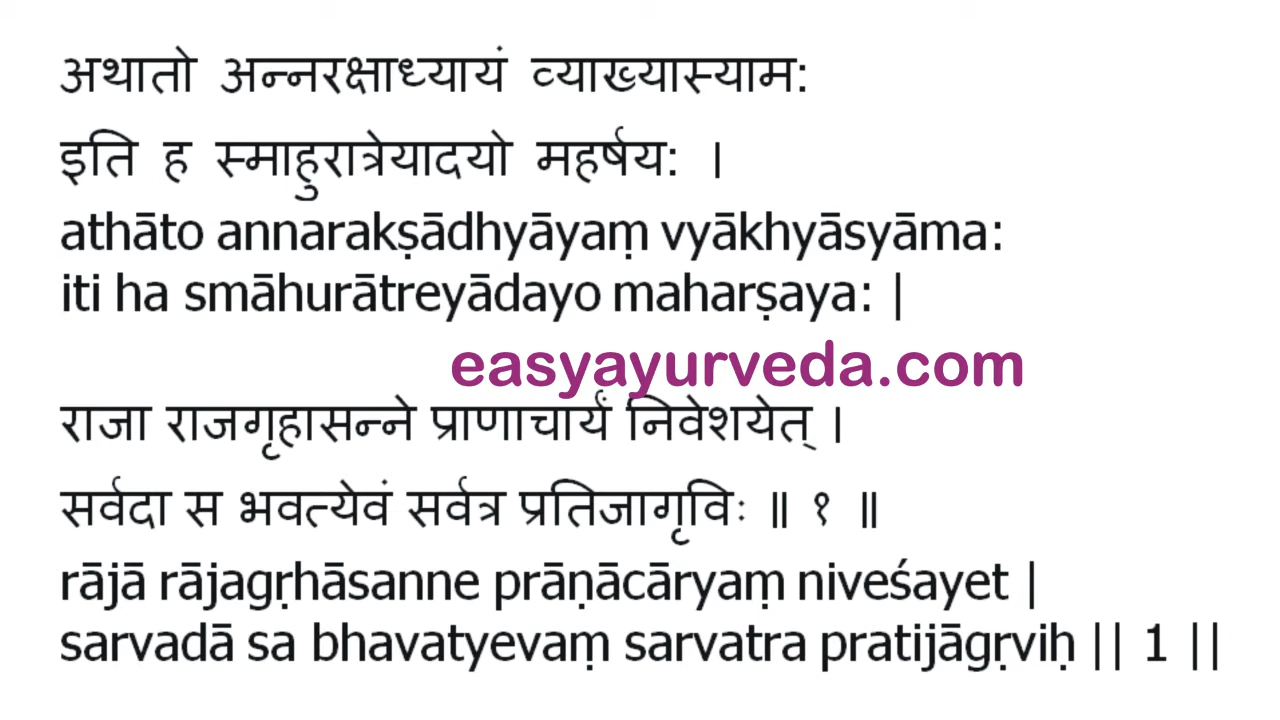 अथातो अन्नरक्षाध्यायं व्याख्यास्याम:
इति ह स्माहुरात्रेयादयो महर्षय: ।
athāto annarakṣādhyāyaṃ vyākhyāsyāma:
iti ha smāhurātreyādayo maharṣaya: |
easyayurveda.com
राजा राजगृहासन्ने प्राणाचार्यं निवेशयेत् ।
सर्वदा स भवत्येवं सर्वत्र प्रतिजागृविः ॥ १ ॥
rājā rājagṛhāsanne prāṇācāryaṃ niveśayet |
sarvadā sa bhavatyevaṃ sarvatra pratijāgṛviḥ || 1 ||